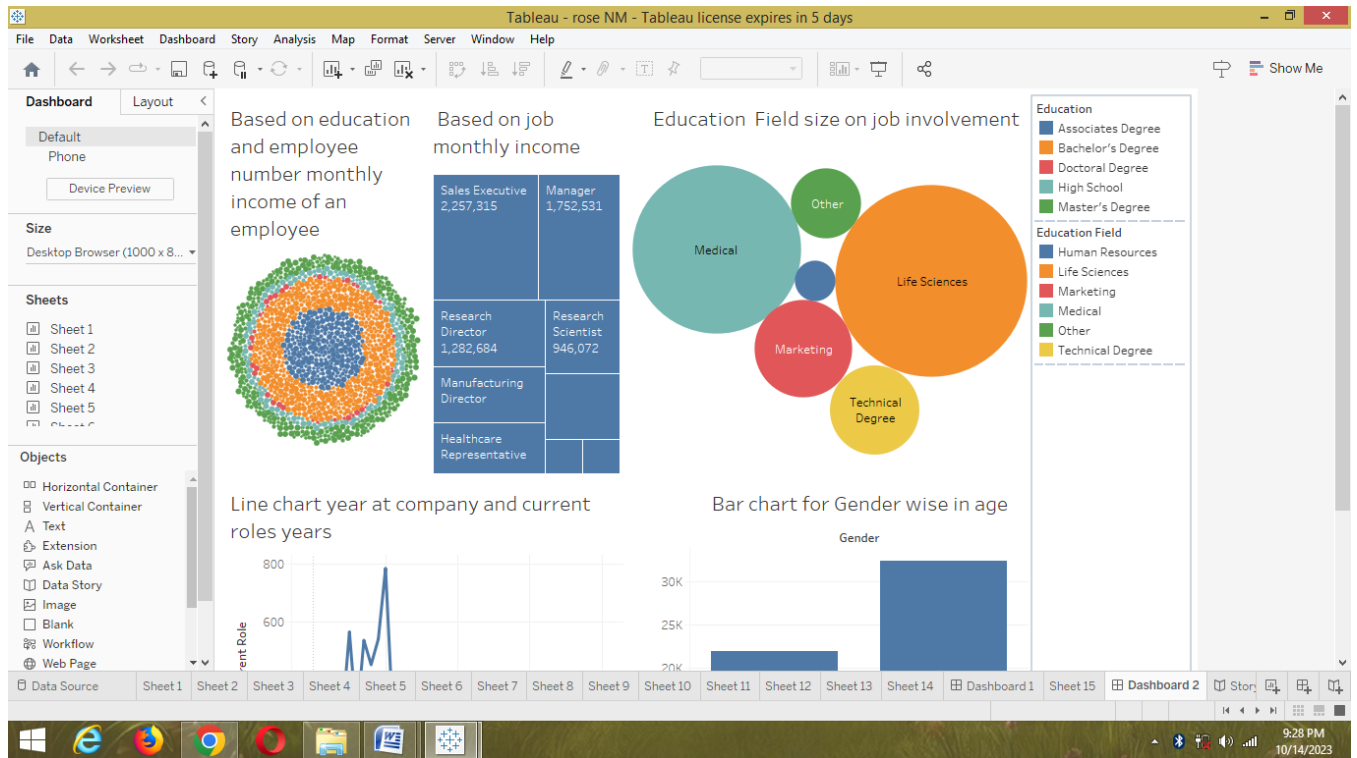 Tableau - rose NM - Tableau license expires in 5 days
File Data Worksheet Dashboard Story Analysis Map Format Server Window Help
Show Me
Dashboard Layout
Default
Phone
Device Preview
Size
Desktop Browser (1000 x 8...
Sheets
Sheet 1
Sheet 2
Sheet 3
Sheet 4
Sheet 5
Objects
Horizontal Container
Vertical Container
Text
Extension
Ask Data
Data Story
Image
Blank
Workflow
Web Page
Based on education
and employee
number monthly
income of an
employee
Based on job
monthly income
Sales Executive
2,257,315
Manager
1,752,531
Research
Director
1,282,684
Research
Scientist
946,072
Manufacturing
Director
Healthcare
Representative
Education Field size on job involvement
Medical
Other
Life Sciences
Marketing
Technical
Degree
Education
Associates Degree
Bachelor's Degree
Doctoral Degree
High School
Master's Degree
Education Field
Human Resources
Life Sciences
Marketing
Medical
Other
Technical Degree
Line chart year at company and current
roles years
800
600
Bar chart for Gender wise in age
Gender
30K
25K
20K
Data Source Sheet 1 Sheet 2 Sheet 3 Sheet 4 Sheet 5 Sheet 6 Sheet 7 Sheet 8 Sheet 9 Sheet 10 Sheet 11 Sheet 12 Sheet 13 Sheet 14 Dashboard 1 Sheet 15 Dashboard 2 Stor
9:28 PM
10/14/2023